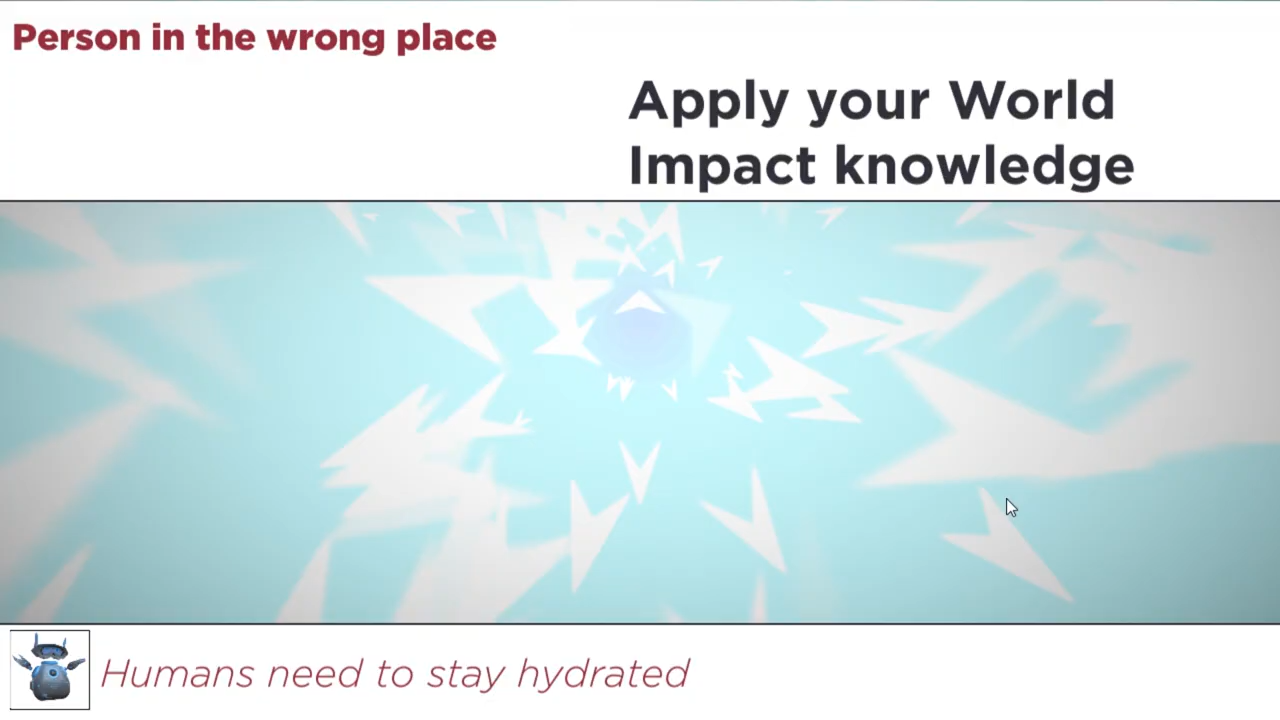 Person in the wrong place
Apply your World
Impact knowledge
Humans need to stay hydrated